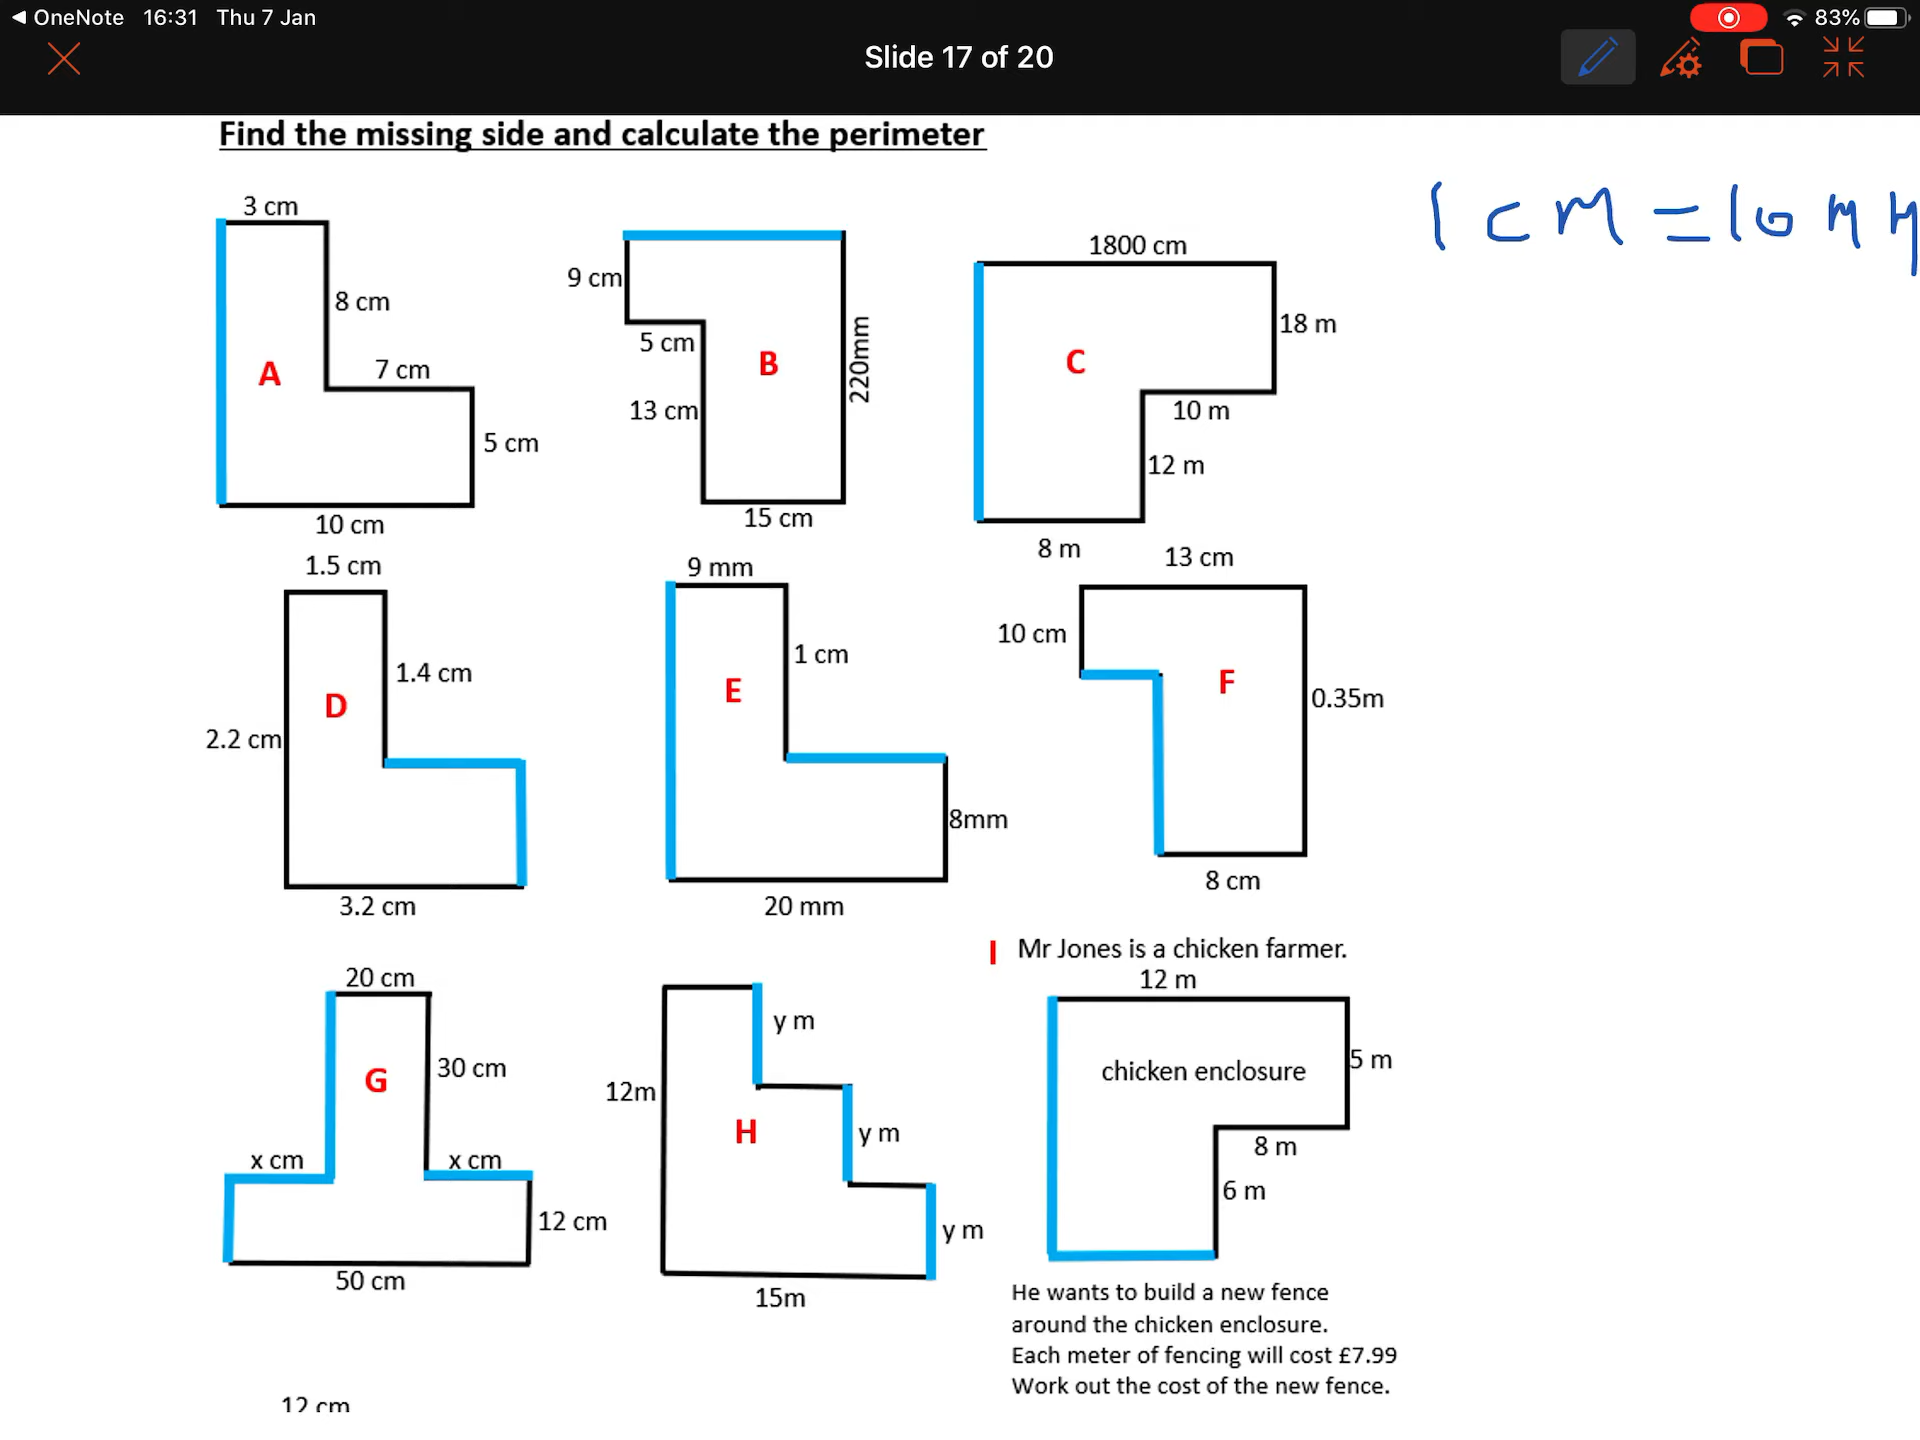 ◀ OneNote 16:31 Thu 7 Jan
83%
Slide 17 of 20
Find the missing side and calculate the perimeter
1 cm = 10 mm
3 cm
8 cm
7 cm
A
5 cm
10 cm
9 cm
5 cm
B
13 cm
220mm
15 cm
1800 cm
18 m
C
10 m
12 m
8 m
1.5 cm
1.4 cm
D
2.2 cm
3.2 cm
9 mm
1 cm
E
8mm
20 mm
13 cm
10 cm
F
0.35m
8 cm
20 cm
G
30 cm
x cm
x cm
12 cm
50 cm
y m
12m
H
y m
y m
15m
I Mr Jones is a chicken farmer.
12 m
chicken enclosure
5 m
8 m
6 m
He wants to build a new fence
around the chicken enclosure.
Each meter of fencing will cost £7.99
Work out the cost of the new fence.
12 cm